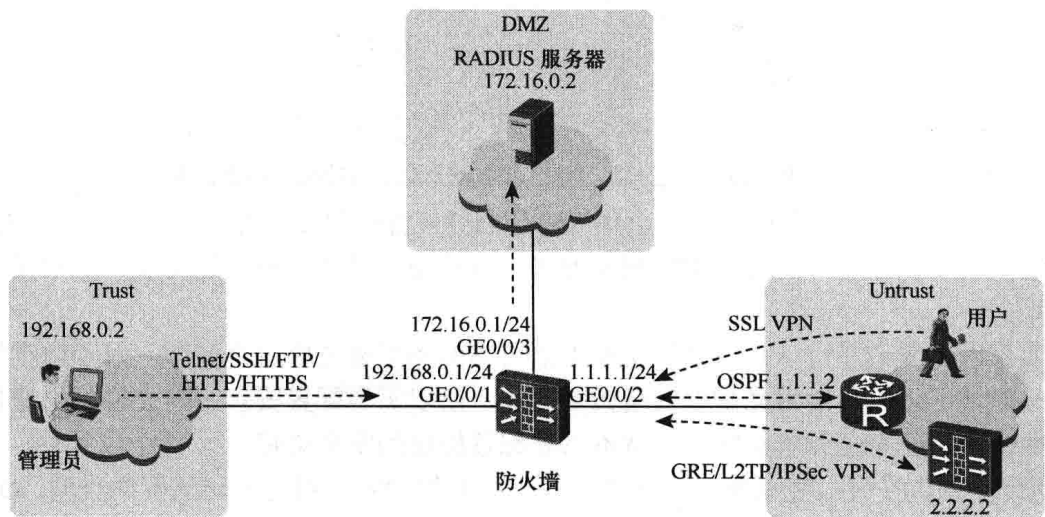 DMZ
RADIUS 服务器
172.16.0.2
Trust
192.168.0.2
管理员
Telnet/SSH/FTP/
HTTP/HTTPS
172.16.0.1/24
GE0/0/3
192.168.0.1/24
GE0/0/1
1.1.1.1/24
GE0/0/2
防火墙
Untrust
用户
SSL VPN
OSPF 1.1.1.2
R
GRE/L2TP/IPSec VPN
2.2.2.2